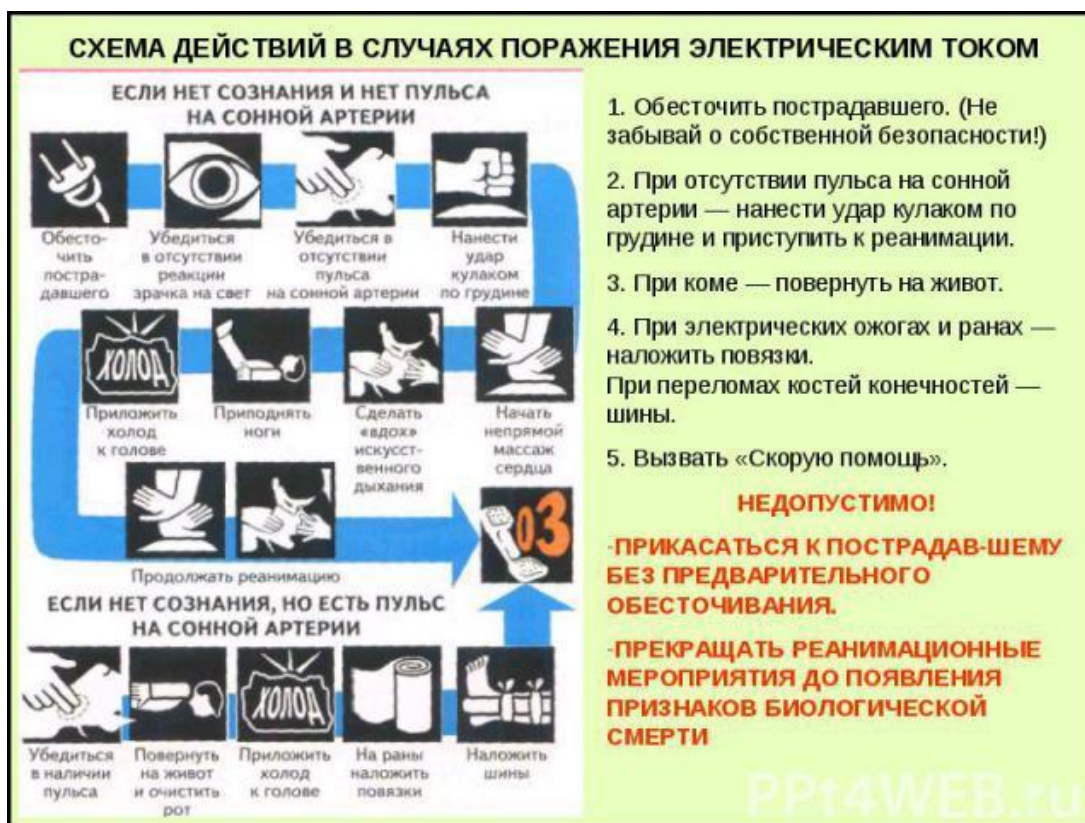 СХЕМА ДЕЙСТВИЙ В СЛУЧАЯХ ПОРАЖЕНИЯ ЭЛЕКТРИЧЕСКИМ ТОКОМ
ЕСЛИ НЕТ СОЗНАНИЯ И НЕТ ПУЛЬСА
НА СОННОЙ АРТЕРИИ
Обесто-
чить
постра-
давшего
Убедиться
в отсутствии
реакции
зрачка на свет
Убедиться в
отсутствии
пульса
на сонной артерии
Нанести
удар
кулаком
по грудине
ХОЛОД
Приложить
холод
к голове
Приподнять
ноги
Сделать
«вдох»
искусст-
венного
дыхания
Начать
непрямой
массаж
сердца
03
Продолжать реанимацию
ЕСЛИ НЕТ СОЗНАНИЯ, НО ЕСТЬ ПУЛЬС
НА СОННОЙ АРТЕРИИ
ХОЛОД
Убедиться
в наличии
пульса
Повернуть
на живот
и очистить
рот
Приложить
холод
к голове
На раны
наложить
повязки
Наложить
шины
1. Обесточить пострадавшего. (Не
забывай о собственной безопасности!)
2. При отсутствии пульса на сонной
артерии — нанести удар кулаком по
грудине и приступить к реанимации.
3. При коме — повернуть на живот.
4. При электрических ожогах и ранах —
наложить повязки.
При переломах костей конечностей —
шины.
5. Вызвать «Скорую помощь».
НЕДОПУСТИМО!
-ПРИКАСАТЬСЯ К ПОСТРАДАВ-ШЕМУ
БЕЗ ПРЕДВАРИТЕЛЬНОГО
ОБЕСТОЧИВАНИЯ.
-ПРЕКРАЩАТЬ РЕАНИМАЦИОННЫЕ
МЕРОПРИЯТИЯ ДО ПОЯВЛЕНИЯ
ПРИЗНАКОВ БИОЛОГИЧЕСКОЙ
СМЕРТИ
PPt4WEB.ru